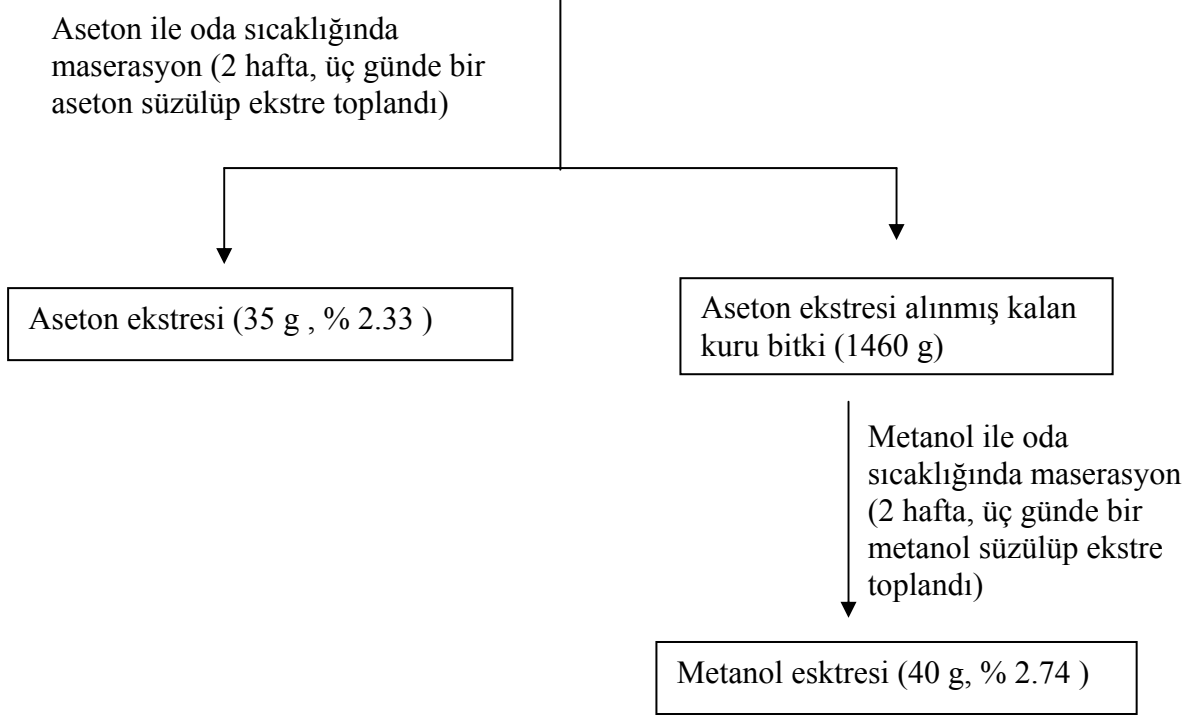 Aseton ile oda sıcaklığında
maserasyon (2 hafta, üç günde bir
aseton süzülüp ekstre toplandı)
Aseton ekstresi (35 g , % 2.33 )
Aseton ekstresi alınmış kalan
kuru bitki (1460 g)
Metanol ile oda
sıcaklığında maserasyon
(2 hafta, üç günde bir
metanol süzülüp ekstre
toplandı)
Metanol esktresi (40 g, % 2.74 )